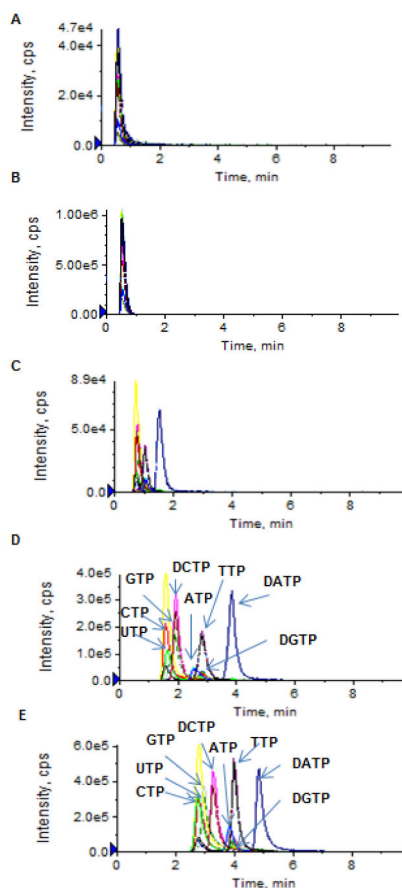 A
4.7e4
4.0e4
2.0e4
0.0
Intensity, cps
0 2 4 6 8
Time, min
B
1.00e6
5.00e5
0.00
Intensity, cps
0 2 4 6 8
Time, min
C
8.9e4
5.0e4
0.0
Intensity, cps
0 2 4 6 8
Time, min
D
4.0e5
3.0e5
2.0e5
1.0e5
0.0
Intensity, cps
UTP
CTP
GTP
DCTP
ATP
TTP
DATP
DGTP
0 2 4 6 8
Time, min
E
6.0e5
4.0e5
2.0e5
0.0
Intensity, cps
CTP
UTP
GTP
DCTP
ATP
TTP
DATP
DGTP
0 2 4 6 8
Time, min